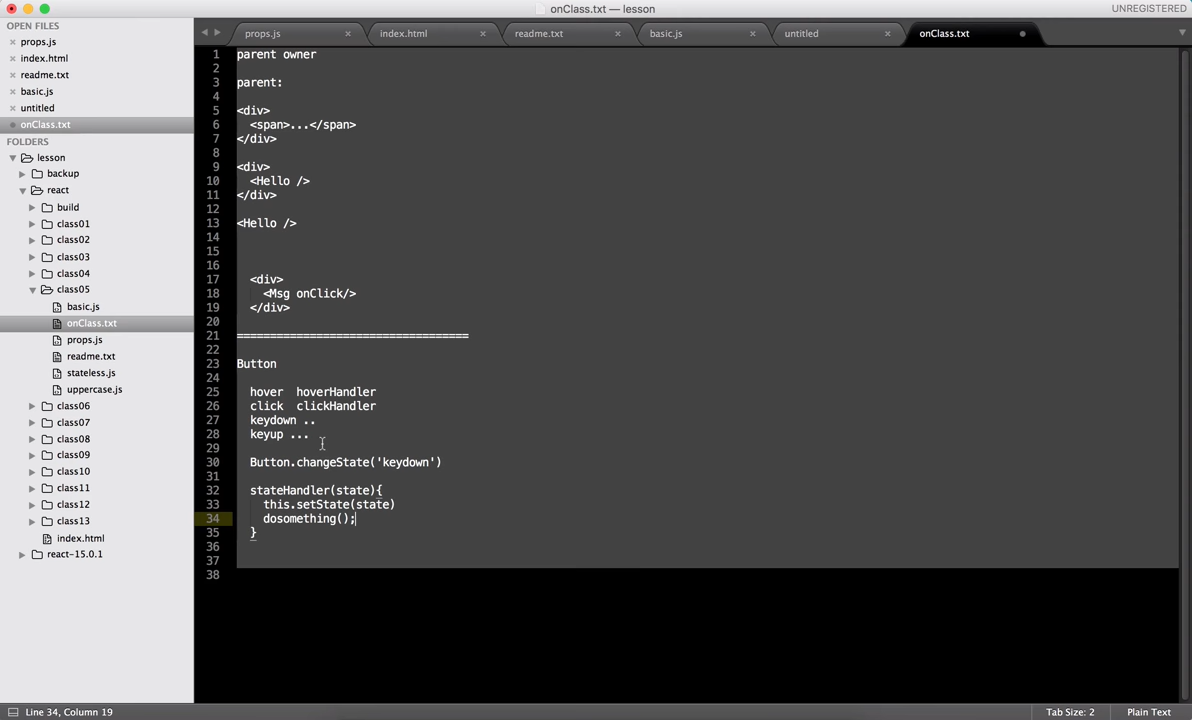 onClass.txt — lesson
UNREGISTERED
OPEN FILES
props.js
index.html
readme.txt
basic.js
untitled
onClass.txt
FOLDERS
lesson
backup
react
build
class01
class02
class03
class04
class05
basic.js
onClass.txt
props.js
readme.txt
stateless.js
uppercase.js
class06
class07
class08
class09
class10
class11
class12
class13
index.html
react-15.0.1
props.js
index.html
readme.txt
basic.js
untitled
onClass.txt
1 parent owner
2
3 parent:
4
5 <div>
6 <span>...</span>
7 </div>
8
9 <div>
10 <Hello />
11 </div>
12
13 <Hello />
14
15
16
17 <div>
18 <Msg onClick/>
19 </div>
20
21 ===================================
22
23 Button
24
25 hover  hoverHandler
26 click  clickHandler
27 keydown ..
28 keyup ...
29
30 Button.changeState('keydown')
31
32 stateHandler(state){
33 this.setState(state)
34 dosomething();
35 }
36
37
38
Line 34, Column 19
Tab Size: 2
Plain Text